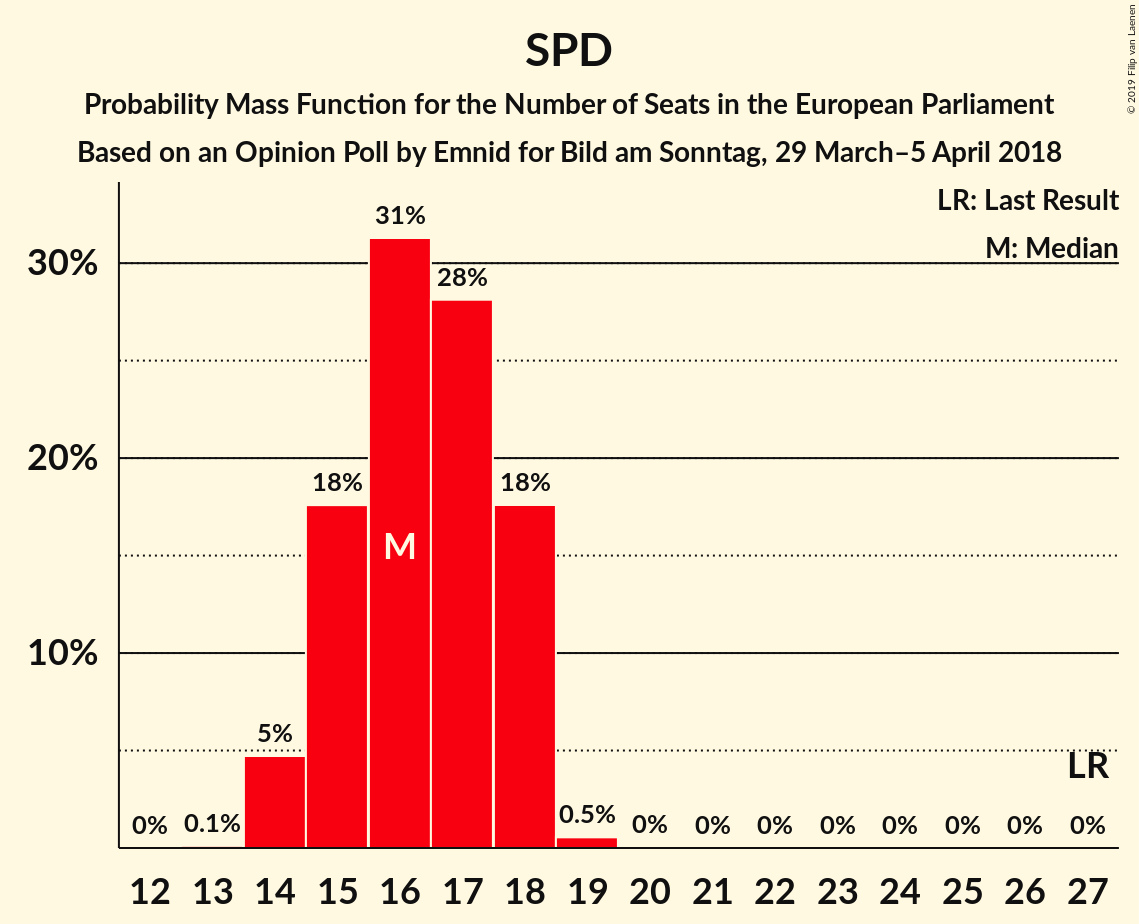 SPD
Probability Mass Function for the Number of Seats in the European Parliament
Based on an Opinion Poll by Emnid for Bild am Sonntag, 29 March–5 April 2018
© 2019 Filip van Laenen
LR: Last Result
M: Median
30%
20%
10%
0%
0.1%
5%
18%
31%
28%
18%
0.5%
0%
0%
0%
0%
0%
0%
0%
0%
M
LR
12 13 14 15 16 17 18 19 20 21 22 23 24 25 26 27